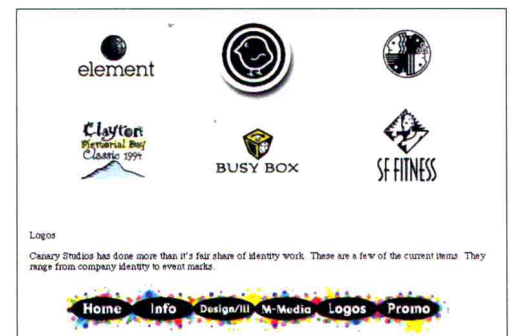 element
Clayton
Memorial Day
Classic 1994
BUSY BOX
SF FITNESS
Logos
Canary Studios has done more than it's fair share of identity work. These are a few of the current items. They
range from company identity to event marks.
Home Info Design/Ill M-Media Logos Promo